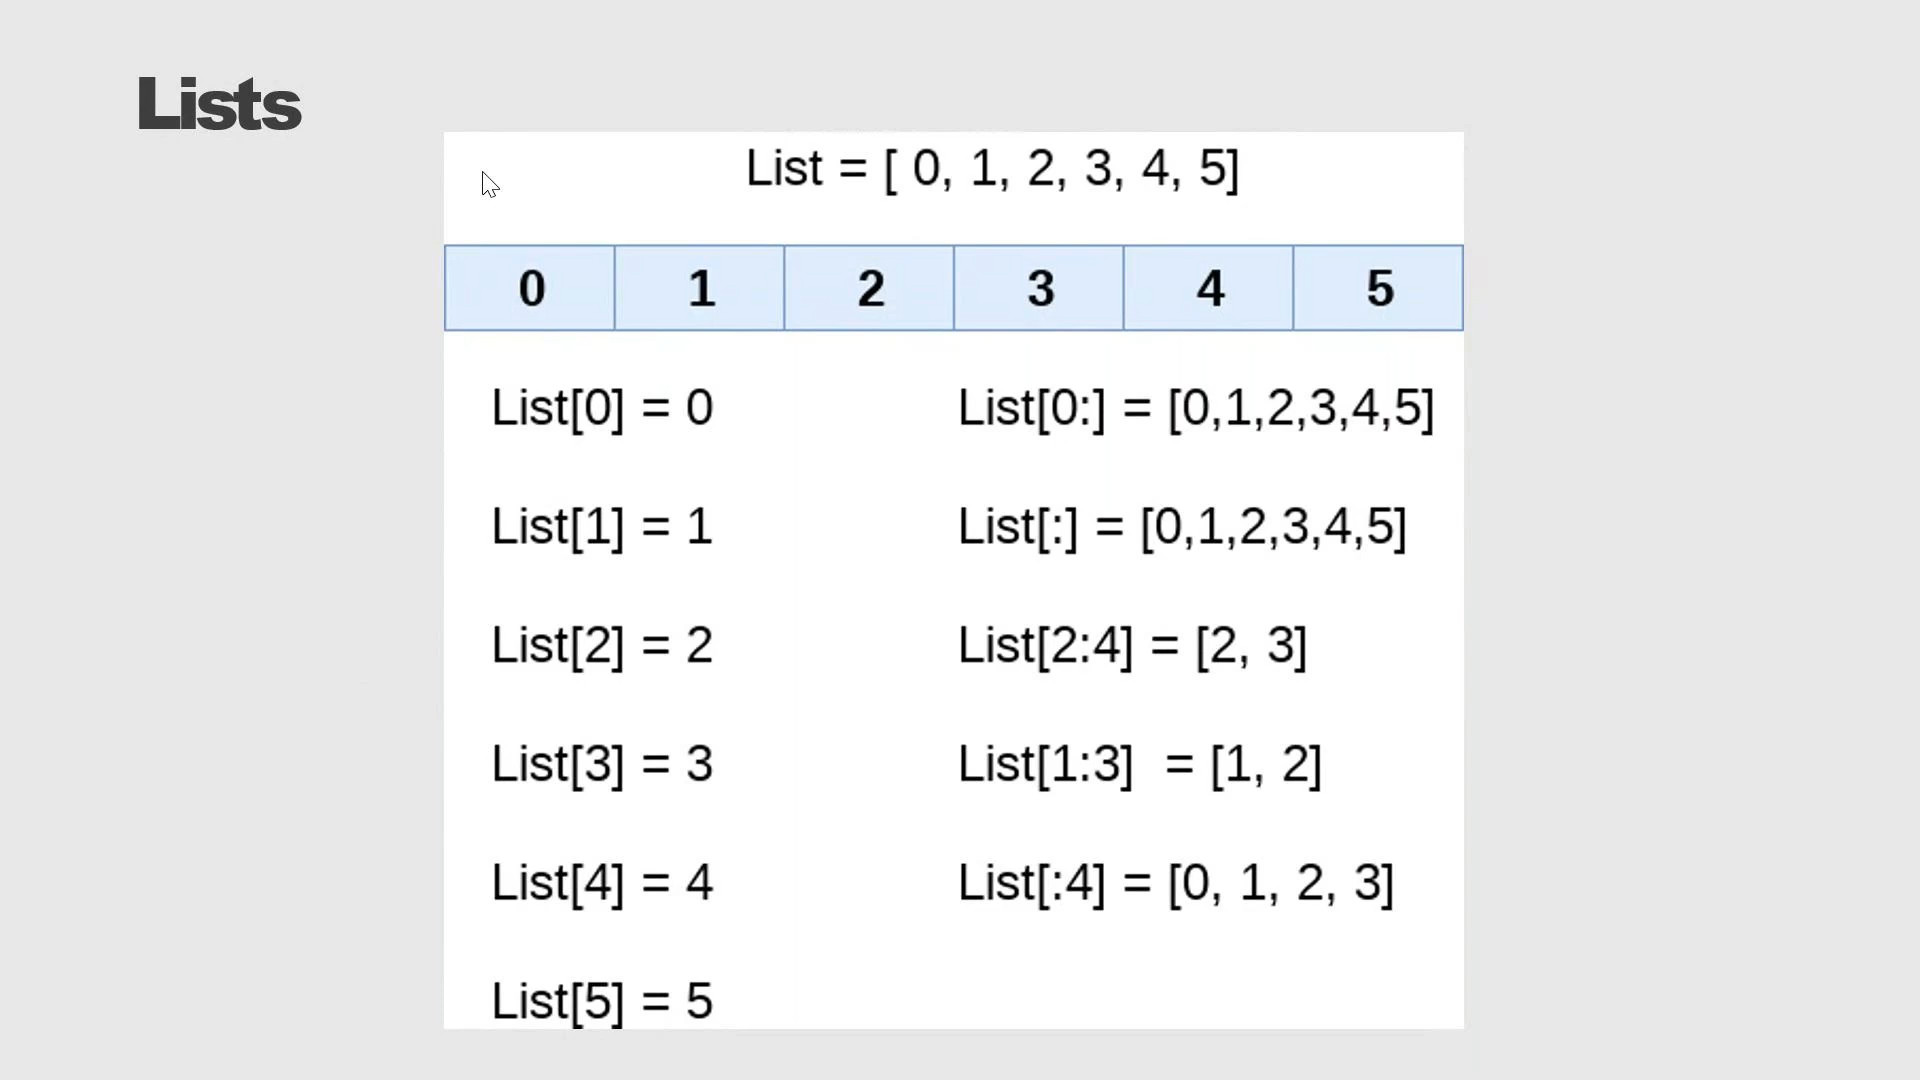 Lists
List = [ 0, 1, 2, 3, 4, 5]
0 1 2 3 4 5
List[0] = 0
List[1] = 1
List[2] = 2
List[3] = 3
List[4] = 4
List[5] = 5
List[0:] = [0,1,2,3,4,5]
List[:] = [0,1,2,3,4,5]
List[2:4] = [2, 3]
List[1:3]  = [1, 2]
List[:4] = [0, 1, 2, 3]